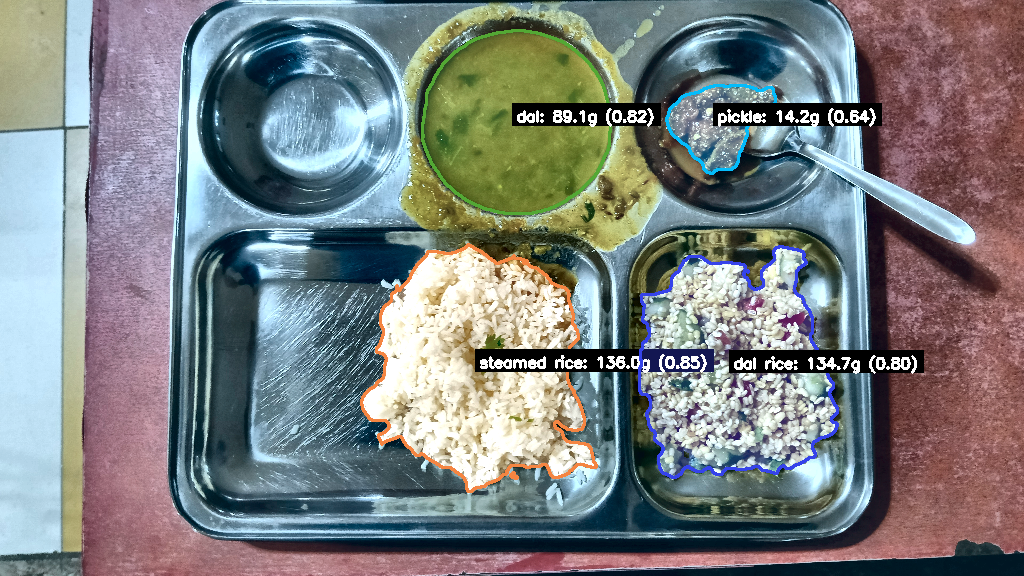 dal: 89.1g (0.82)
pickle: 14.2g (0.64)
steamed rice: 136.0g (0.85)
dal rice: 134.7g (0.80)